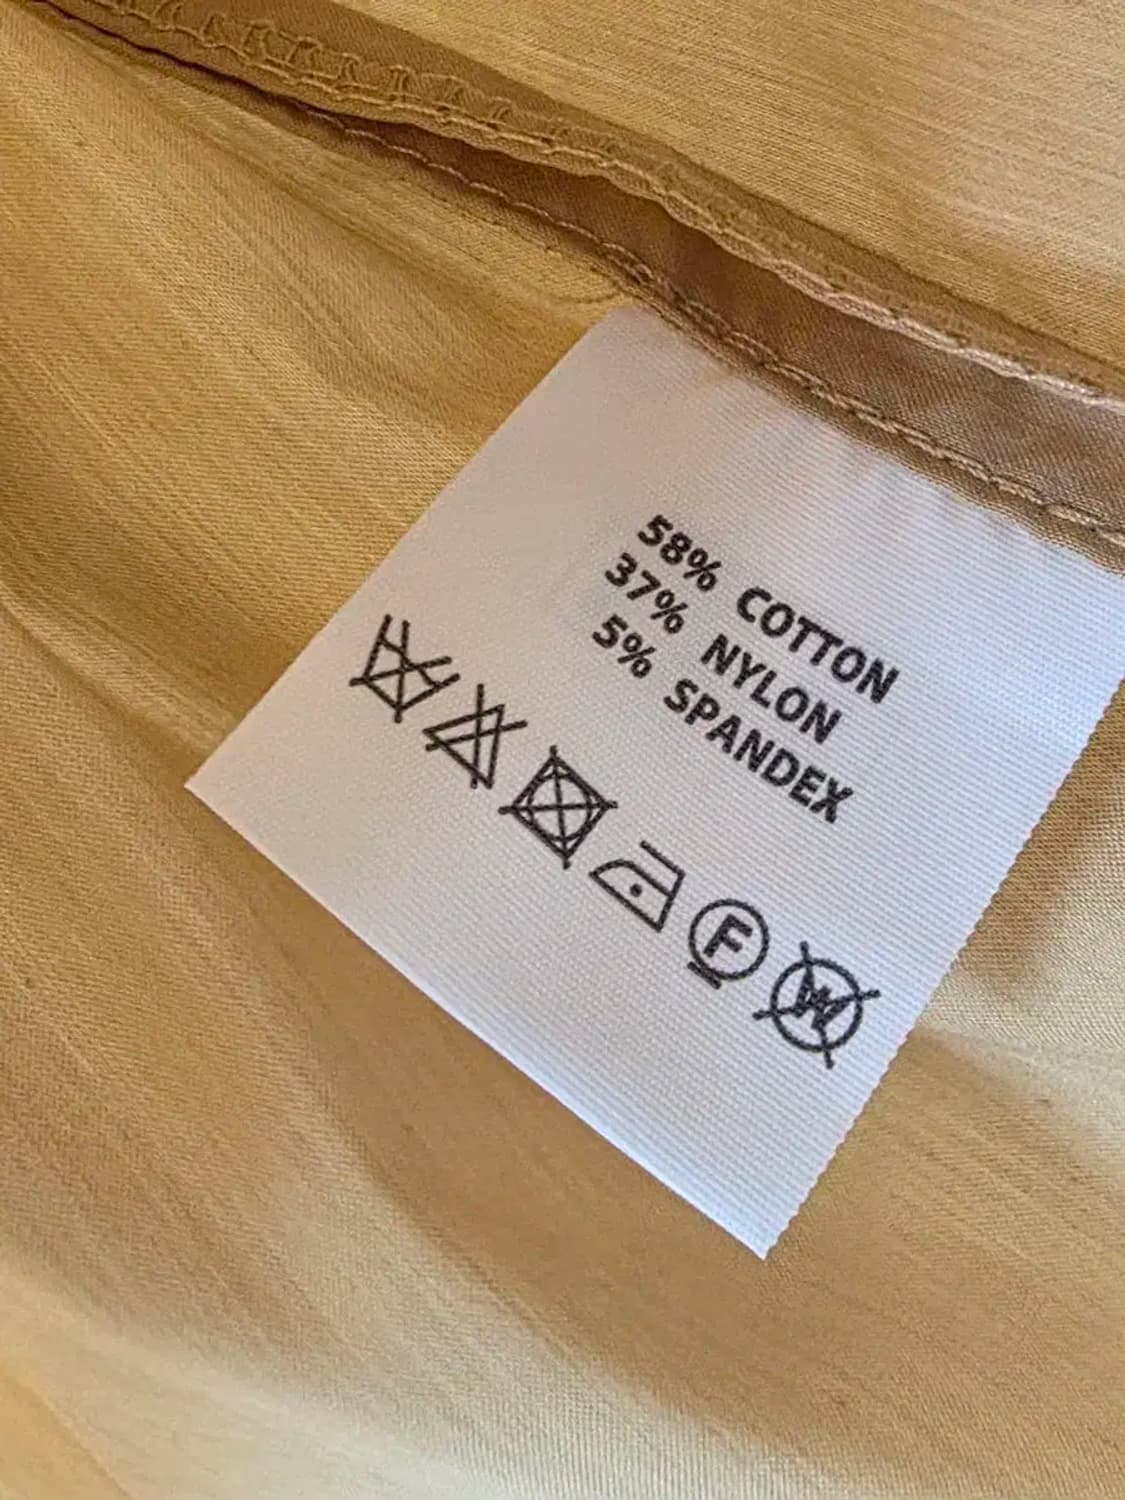 58% COTTON
37% NYLON
5% SPANDEX
F
W